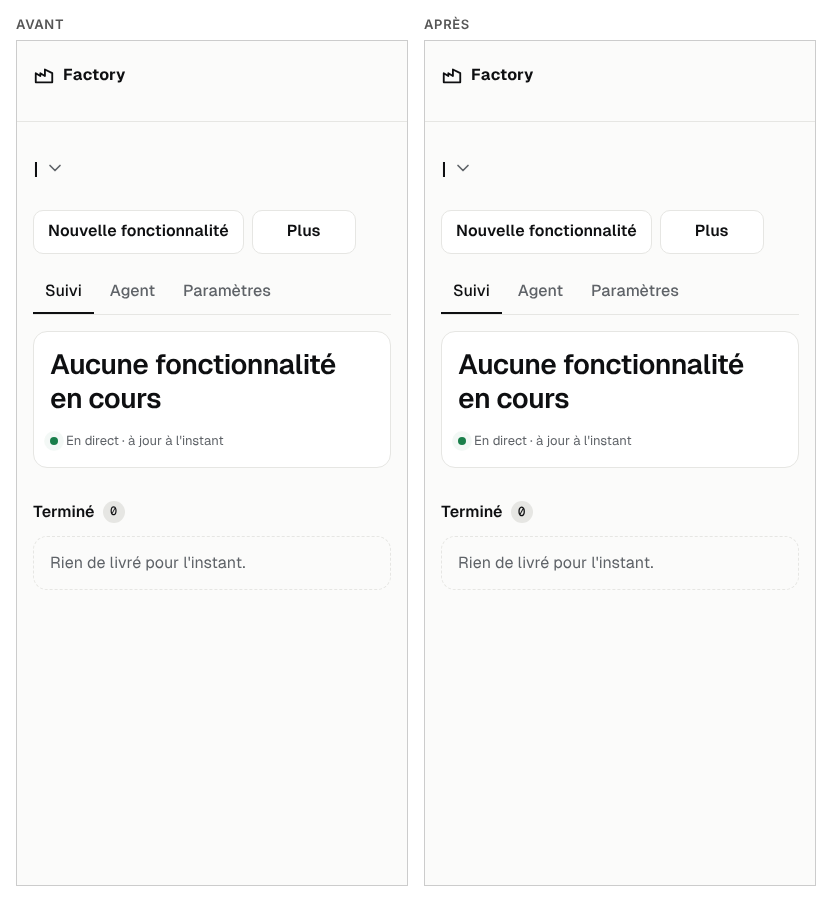 AVANT
Factory
Nouvelle fonctionnalité
Plus
Suivi
Agent
Paramètres
Aucune fonctionnalité
en cours
En direct · à jour à l'instant
Terminé 0
Rien de livré pour l'instant.
APRÈS
Factory
Nouvelle fonctionnalité
Plus
Suivi
Agent
Paramètres
Aucune fonctionnalité
en cours
En direct · à jour à l'instant
Terminé 0
Rien de livré pour l'instant.